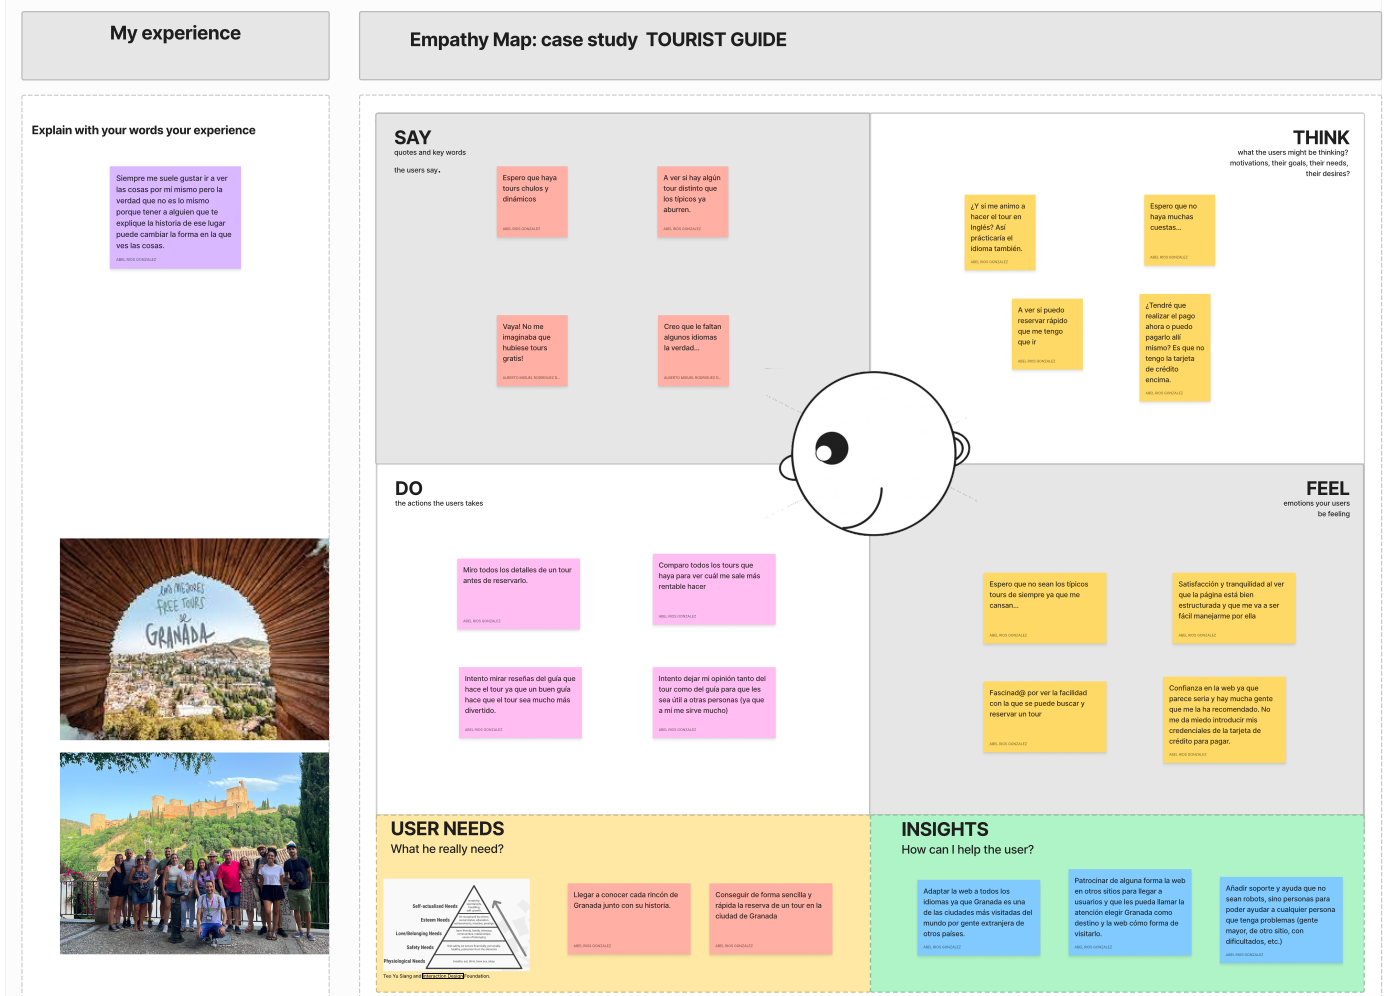 My experience
Empathy Map: case study TOURIST GUIDE
Explain with your words your experience
Siempre me suele gustar ir a ver
las cosas por mí mismo pero la
verdad que no es lo mismo
porque tener a alguien que te
explique la historia de ese lugar
puede cambiar la forma en la que
ves las cosas.
ABEL RIOS GONZALEZ
LOS MEJORES
FREE TOURS
de
GRANADA
SAY
quotes and key words
the users say.
Espero que haya
tours chulos y
dinámicos
ABEL RIOS GONZALEZ
A ver si hay algún
tour distinto que
los típicos ya
aburren.
ABEL RIOS GONZALEZ
Vaya! No me
imaginaba que
hubiese tours
gratis!
ALBERTO MIGUEL RODRIGUEZ B...
Creo que le faltan
algunos idiomas
la verdad...
ALBERTO MIGUEL RODRIGUEZ B...
THINK
what the users might be thinking?
motivations, their goals, their needs,
their desires?
¿Y si me animo a
hacer el tour en
Inglés? Así
prácticaría el
idioma también.
ABEL RIOS GONZALEZ
Espero que no
haya muchas
cuestas...
ABEL RIOS GONZALEZ
A ver si puedo
reservar rápido
que me tengo
que ir
ABEL RIOS GONZALEZ
¿Tendré que
realizar el pago
ahora o puedo
pagarlo allí
mismo? Es que no
tengo la tarjeta
de crédito
encima.
ABEL RIOS GONZALEZ
DO
the actions the users takes
Miro todos los detalles de un tour
antes de reservarlo.
ABEL RIOS GONZALEZ
Comparo todos los tours que
haya para ver cuál me sale más
rentable hacer
ABEL RIOS GONZALEZ
Intento mirar reseñas del guía que
hace el tour ya que un buen guía
hace que el tour sea mucho más
divertido.
ABEL RIOS GONZALEZ
Intento dejar mi opinión tanto del
tour como del guía para que les
sea útil a otras personas (ya que
a mí me sirve mucho)
ABEL RIOS GONZALEZ
FEEL
emotions your users
be feeling
Espero que no sean los típicos
tours de siempre ya que me
cansan...
ABEL RIOS GONZALEZ
Satisfacción y tranquilidad al ver
que la página está bien
estructurada y que me va a ser
fácil manejarme por ella
ABEL RIOS GONZALEZ
Fascinad@ por ver la facilidad
con la que se puede buscar y
reservar un tour
ABEL RIOS GONZALEZ
Confianza en la web ya que
parece seria y hay mucha gente
que me la ha recomendado. No
me da miedo introducir mis
credenciales de la tarjeta de
crédito para pagar.
ABEL RIOS GONZALEZ
USER NEEDS
What he really need?
Self-actualised Needs
Esteem Needs
Love/Belonging Needs
Safety Needs
Physiological Needs
Teo Yu Siang and Interaction Design Foundation.
Llegar a conocer cada rincón de
Granada junto con su historia.
ABEL RIOS GONZALEZ
Conseguir de forma sencilla y
rápida la reserva de un tour en la
ciudad de Granada
ABEL RIOS GONZALEZ
INSIGHTS
How can I help the user?
Adaptar la web a todos los
idiomas ya que Granada es una
de las ciudades más visitadas del
mundo por gente extranjera de
otros países.
ABEL RIOS GONZALEZ
Patrocinar de alguna forma la web
en otros sitios para llegar a
usuarios y que les pueda llamar la
atención elegir Granada como
destino y la web cómo forma de
visitarlo.
ABEL RIOS GONZALEZ
Añadir soporte y ayuda que no
sean robots, sino personas para
poder ayudar a cualquier persona
que tenga problemas (gente
mayor, de otro sitio, con
dificultados, etc.)
ABEL RIOS GONZALEZ